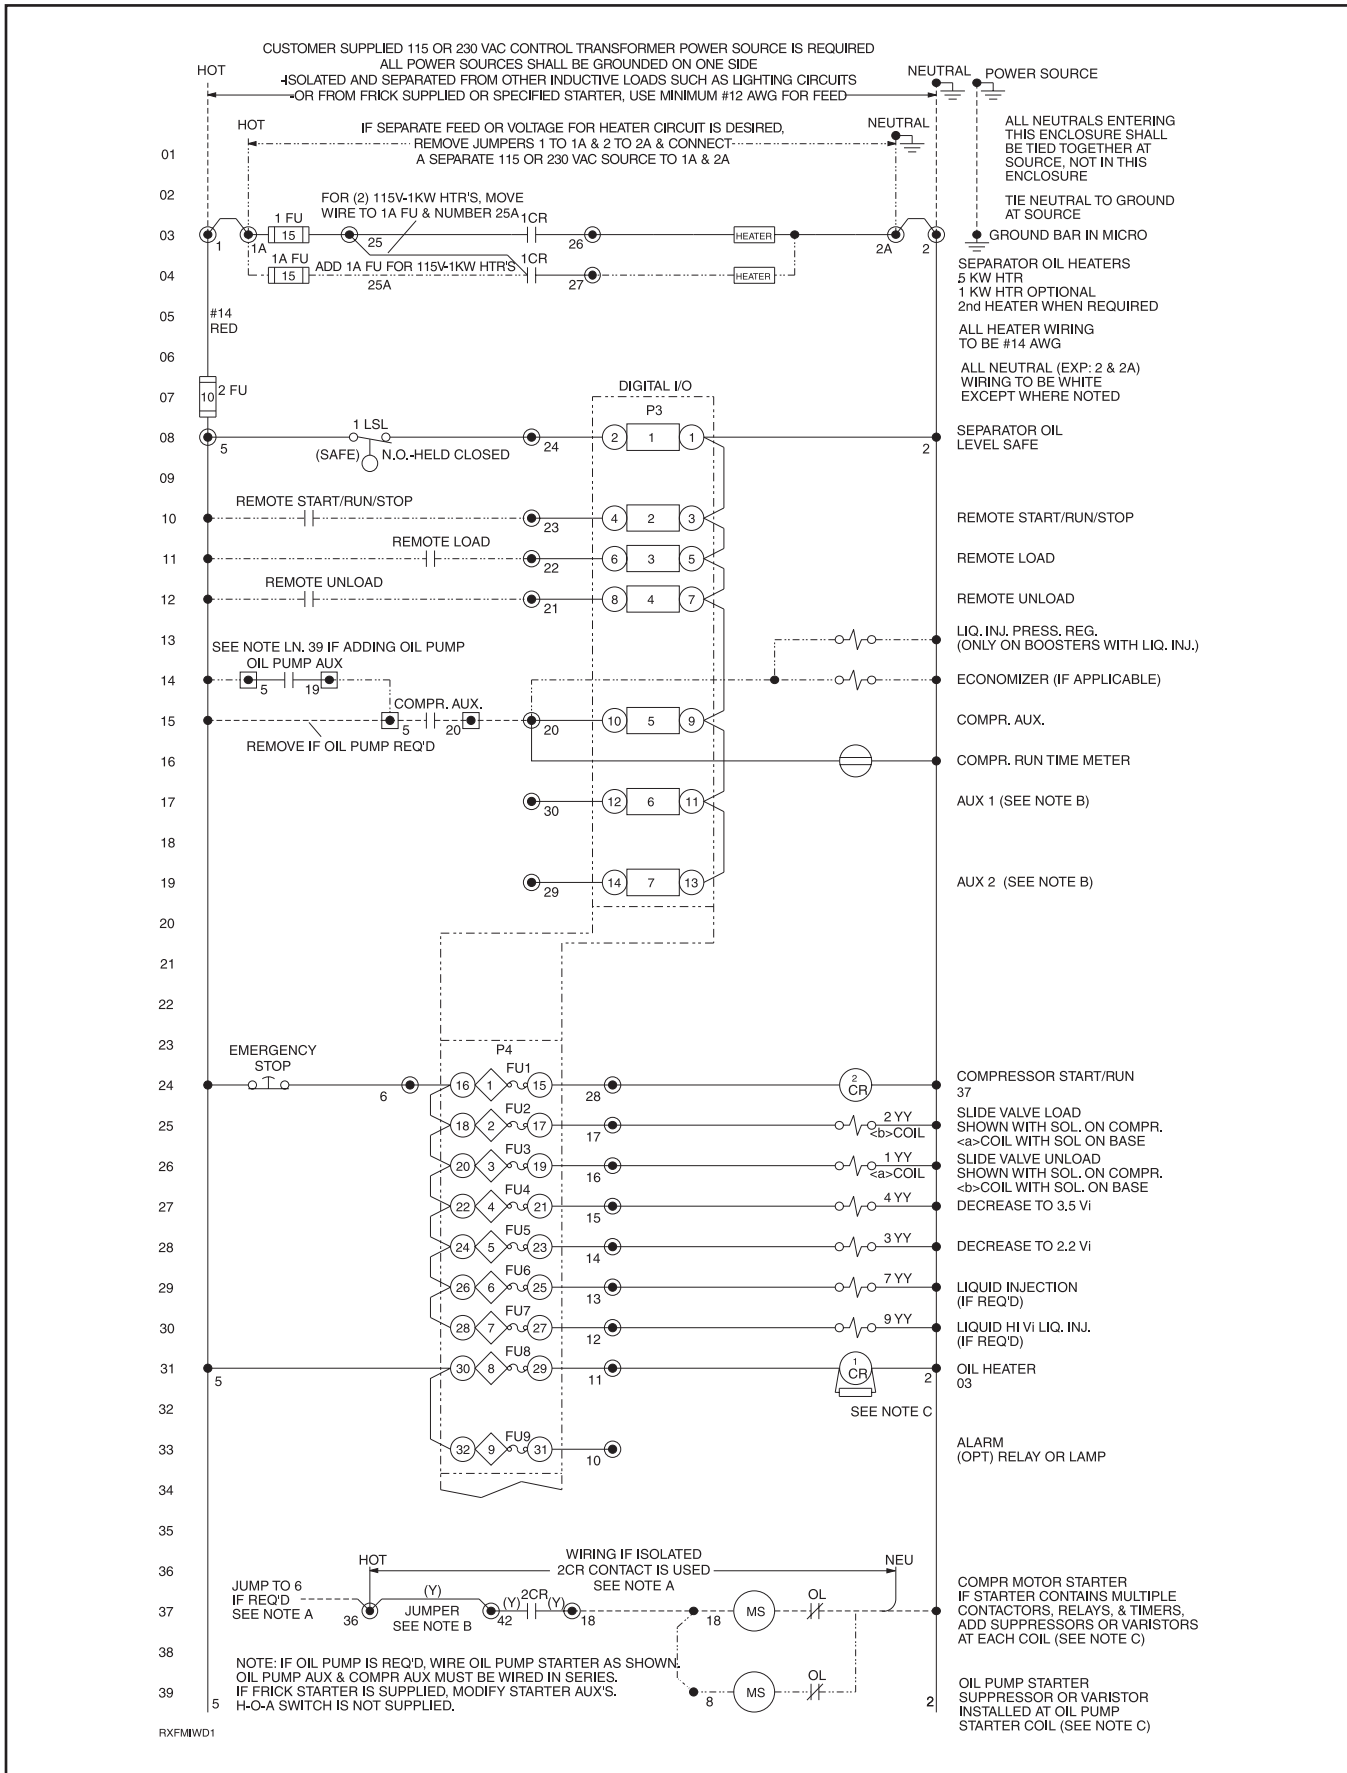 CUSTOMER SUPPLIED 115 OR 230 VAC CONTROL TRANSFORMER POWER SOURCE IS REQUIRED
ALL POWER SOURCES SHALL BE GROUNDED ON ONE SIDE
HOT
-ISOLATED AND SEPARATED FROM OTHER INDUCTIVE LOADS SUCH AS LIGHTING CIRCUITS
NEUTRAL
POWER SOURCE
-OR FROM FRICK SUPPLIED OR SPECIFIED STARTER, USE MINIMUM #12 AWG FOR FEED
HOT
IF SEPARATE FEED OR VOLTAGE FOR HEATER CIRCUIT IS DESIRED,
REMOVE JUMPERS 1 TO 1A & 2 TO 2A & CONNECT
A SEPARATE 115 OR 230 VAC SOURCE TO 1A & 2A
NEUTRAL
ALL NEUTRALS ENTERING
THIS ENCLOSURE SHALL
BE TIED TOGETHER AT
SOURCE, NOT IN THIS
ENCLOSURE
TIE NEUTRAL TO GROUND
AT SOURCE
01
02
FOR (2) 115V-1KW HTR'S, MOVE
WIRE TO 1A FU & NUMBER 25A
03
1
1A
1 FU
15
25
1CR
26
HEATER
2A
2
GROUND BAR IN MICRO
04
1A FU
15
ADD 1A FU FOR 115V-1KW HTR'S
25A
1CR
27
HEATER
SEPARATOR OIL HEATERS
.5 KW HTR
1 KW HTR OPTIONAL
2nd HEATER WHEN REQUIRED
05
#14
RED
ALL HEATER WIRING
TO BE #14 AWG
06
ALL NEUTRAL (EXP: 2 & 2A)
WIRING TO BE WHITE
EXCEPT WHERE NOTED
07
10
2 FU
DIGITAL I/O
P3
08
5
1 LSL
(SAFE)
N.O.-HELD CLOSED
24
2
1
1
2
SEPARATOR OIL
LEVEL SAFE
09
REMOTE START/RUN/STOP
10
23
4
2
3
REMOTE START/RUN/STOP
REMOTE LOAD
11
22
6
3
5
REMOTE LOAD
REMOTE UNLOAD
12
21
8
4
7
REMOTE UNLOAD
13
LIQ. INJ. PRESS. REG.
(ONLY ON BOOSTERS WITH LIQ. INJ.)
SEE NOTE LN. 39 IF ADDING OIL PUMP
OIL PUMP AUX
14
5
19
ECONOMIZER (IF APPLICABLE)
COMPR. AUX.
15
5
20
20
10
5
9
COMPR. AUX.
REMOVE IF OIL PUMP REQ'D
16
COMPR. RUN TIME METER
17
30
12
6
11
AUX 1 (SEE NOTE B)
18
19
29
14
7
13
AUX 2 (SEE NOTE B)
20
21
22
23
P4
EMERGENCY
STOP
24
6
16
1
FU1
15
28
2
CR
COMPRESSOR START/RUN
37
25
18
2
FU2
17
17
2 YY
<b>COIL
SLIDE VALVE LOAD
SHOWN WITH SOL. ON COMPR.
<a>COIL WITH SOL ON BASE
26
20
3
FU3
19
16
1 YY
<a>COIL
SLIDE VALVE UNLOAD
SHOWN WITH SOL. ON COMPR.
<b>COIL WITH SOL. ON BASE
27
22
4
FU4
21
15
4 YY
DECREASE TO 3.5 Vi
28
24
5
FU5
23
14
3 YY
DECREASE TO 2.2 Vi
29
26
6
FU6
25
13
7 YY
LIQUID INJECTION
(IF REQ'D)
30
28
7
FU7
27
12
9 YY
LIQUID HI Vi LIQ. INJ.
(IF REQ'D)
31
5
30
8
FU8
29
11
1
CR
2
OIL HEATER
03
32
SEE NOTE C
33
32
9
FU9
31
10
ALARM
(OPT) RELAY OR LAMP
34
35
36
HOT
WIRING IF ISOLATED
2CR CONTACT IS USED
SEE NOTE A
NEU
JUMP TO 6
IF REQ'D
SEE NOTE A
37
36
(Y)
JUMPER
SEE NOTE B
42
(Y)
2CR
(Y)
18
18
MS
OL
COMPR MOTOR STARTER
IF STARTER CONTAINS MULTIPLE
CONTACTORS, RELAYS, & TIMERS,
ADD SUPPRESSORS OR VARISTORS
AT EACH COIL (SEE NOTE C)
38
NOTE: IF OIL PUMP IS REQ'D, WIRE OIL PUMP STARTER AS SHOWN.
OIL PUMP AUX & COMPR AUX MUST BE WIRED IN SERIES.
IF FRICK STARTER IS SUPPLIED, MODIFY STARTER AUX'S.
H-O-A SWITCH IS NOT SUPPLIED.
39
5
8
MS
OL
2
OIL PUMP STARTER
SUPPRESSOR OR VARISTOR
INSTALLED AT OIL PUMP
STARTER COIL (SEE NOTE C)
RXFMIWD1